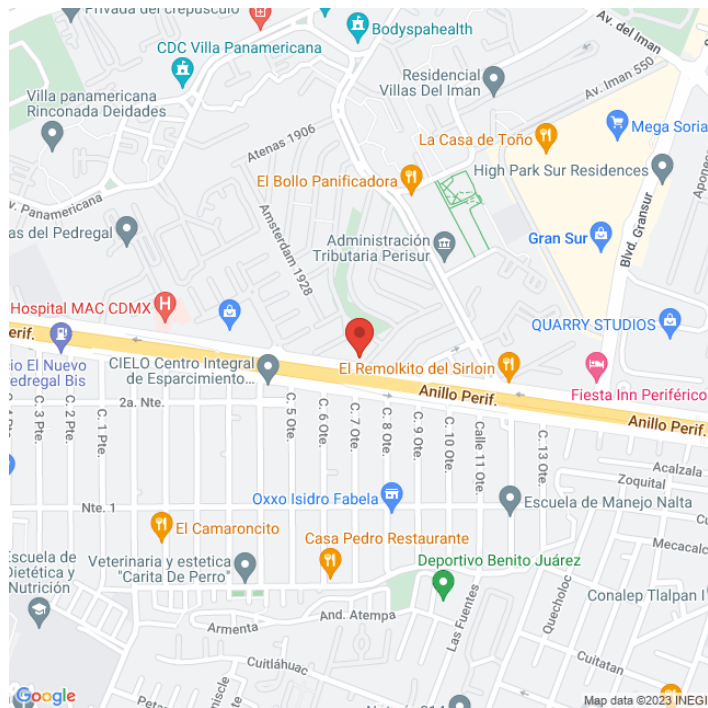 Privada del crepúsculo
Bodyspahealth
Av. del Iman
CDC Villa Panamericana
Residencial
Villas Del Iman
Av. Iman 550
Villa panamericana
Rinconada Deidades
Atenas 1906
La Casa de Toño
Mega Soria
High Park Sur Residences
El Bollo Panificadora
Aponec
v. Panamericana
as del Pedregal
Amsterdam 1928
Administración
Tributaria Perisur
Gran Sur
Blvd. Gransur
Hospital MAC CDMX
QUARRY STUDIOS
erif.
cio El Nuevo
edregal Bis
CIELO Centro Integral
de Esparcimiento...
El Remolkito del Sirloin
Fiesta Inn Periférico
Anillo Perif.
Anillo Perif.
2a. Nte.
C. 3 Pte.
C. 2 Pte.
C. 1 Pte.
C. 5 Ote.
C. 6 Ote.
C. 7 Ote.
C. 8 Ote.
C. 9 Ote.
C. 10 Ote.
Calle 11 Ote.
C. 13 Ote.
Acalzala
Zoquital
Nte. 1
Oxxo Isidro Fabela
Escuela de Manejo Nalta
El Camaroncito
Casa Pedro Restaurante
Mecacalc
Escuela de
Dietética y
Nutrición
Veterinaria y estetica
"Carita De Perro"
Deportivo Benito Juárez
Quecholoc
Conalep Tlalpan I
And. Atempa
Armenta
Las Fuentes
Cuitláhuac
Cuitatan
Google
Map data ©2023 INEGI